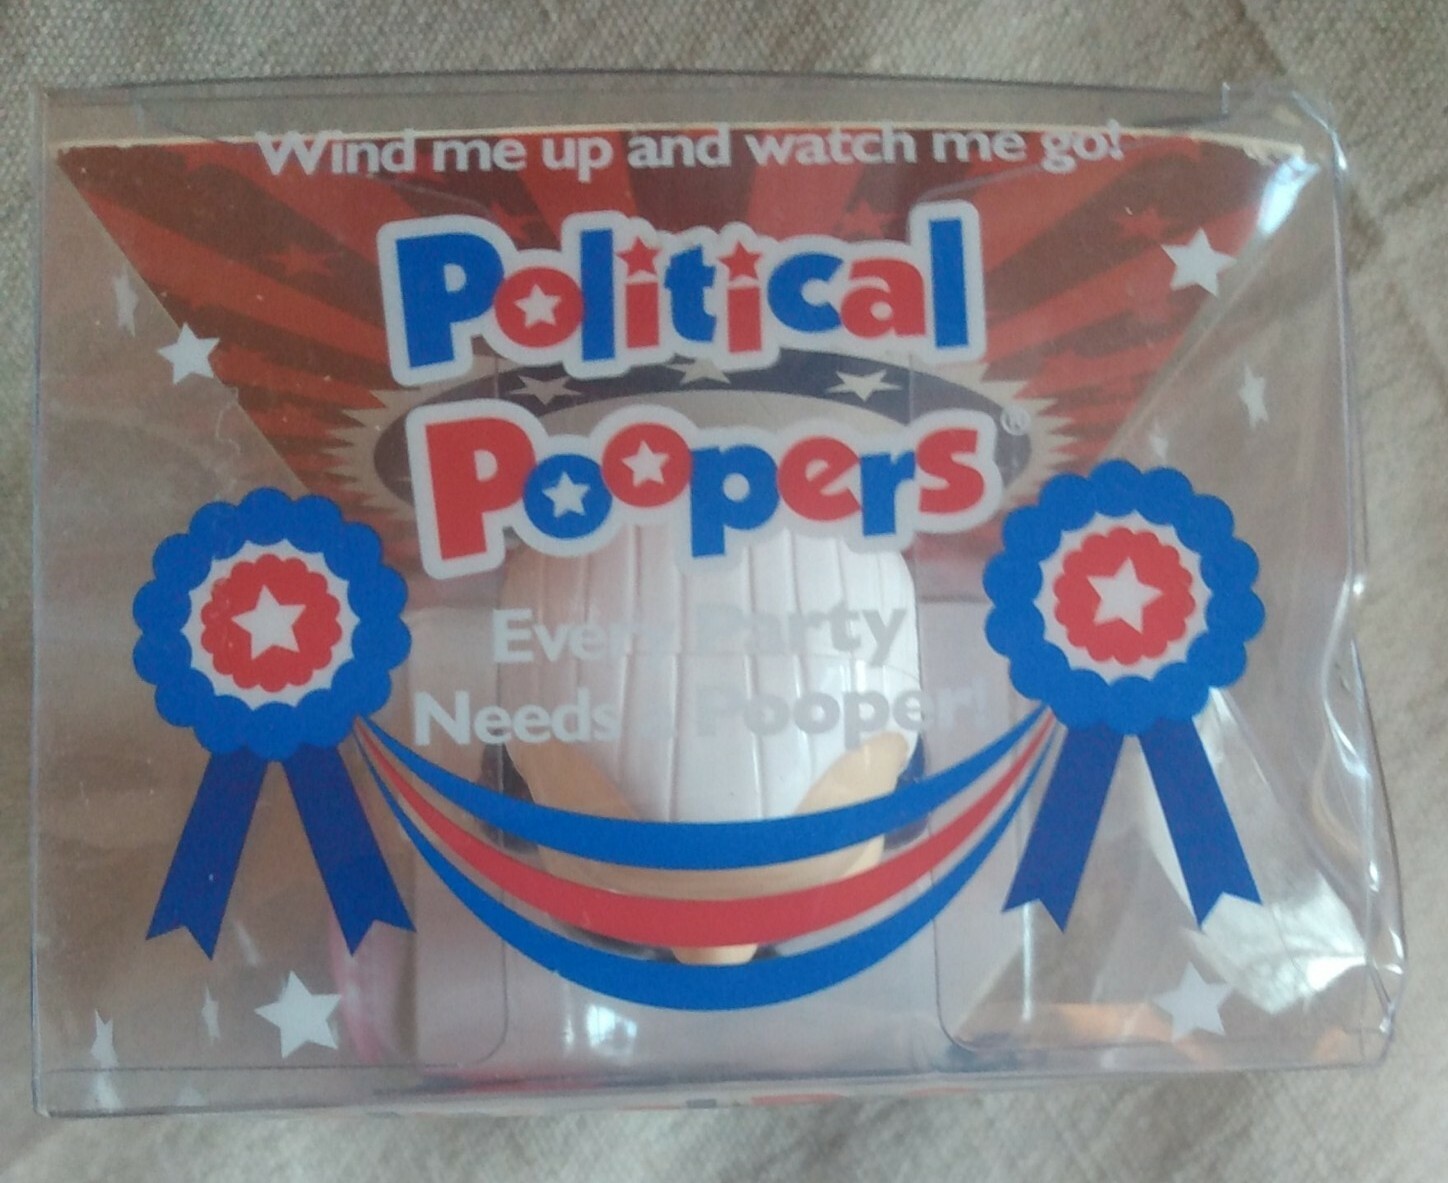 Wind me up and watch me go!
Political
Poopers®
Every Party
Needs a Pooper!